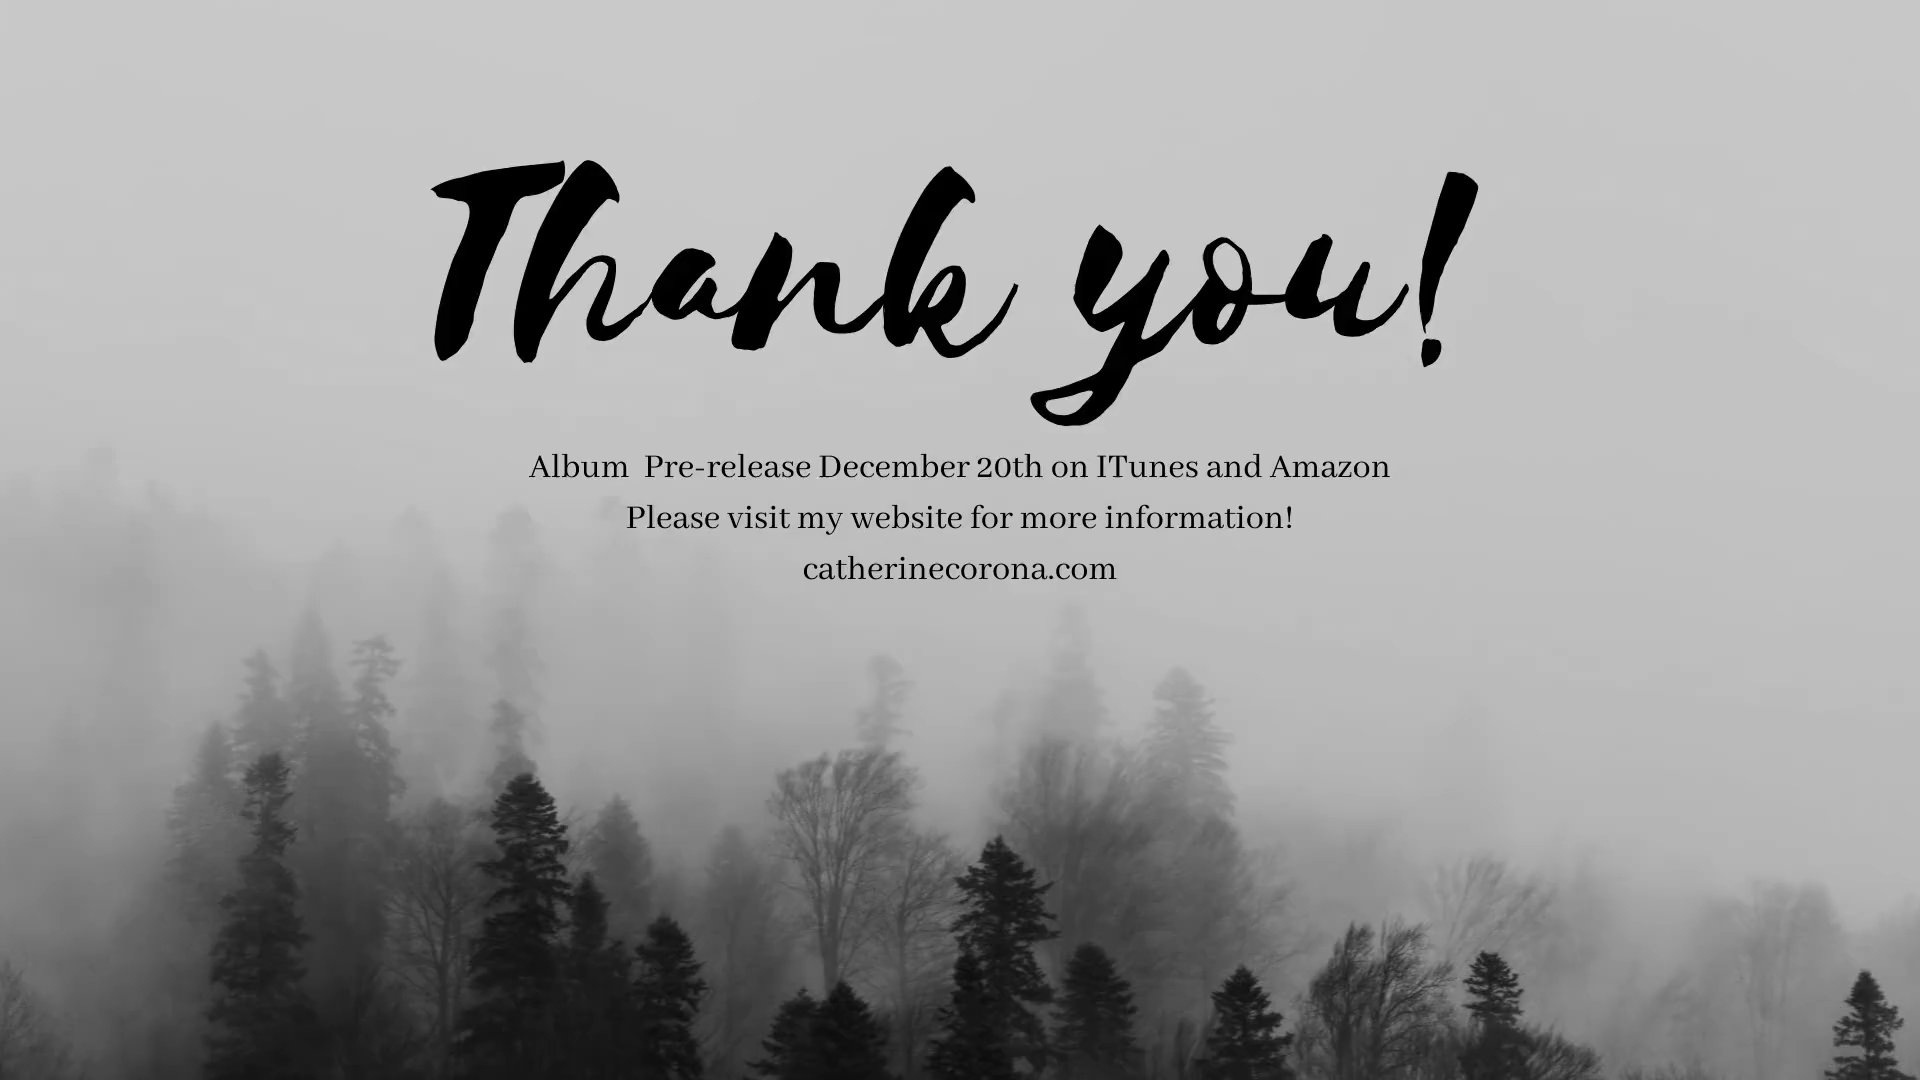 Thank you!
Album  Pre-release December 20th on ITunes and Amazon
Please visit my website for more information!
catherinecorona.com